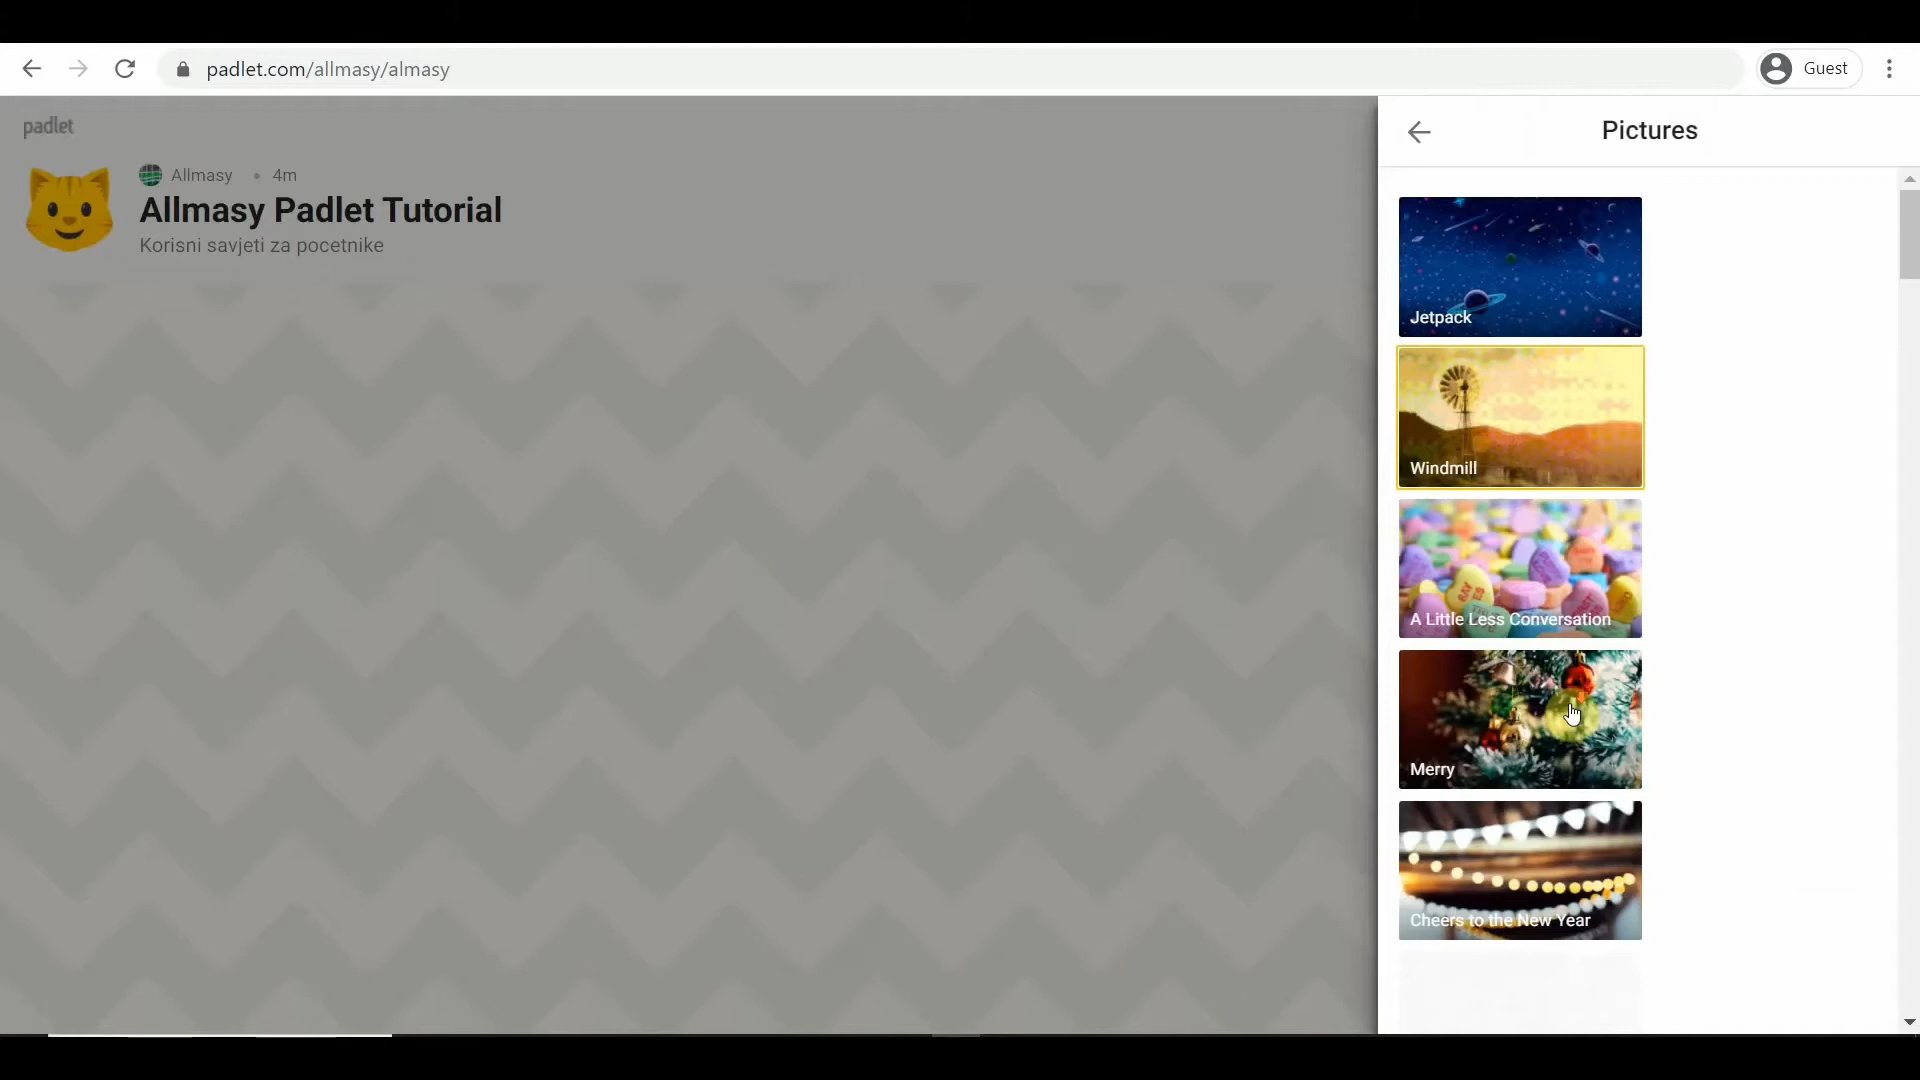 padlet.com/allmasy/almasy
Guest
padlet
Allmasy • 4m
Allmasy Padlet Tutorial
Korisni savjeti za pocetnike
Pictures
Jetpack
Windmill
A Little Less Conversation
Merry
Cheers to the New Year